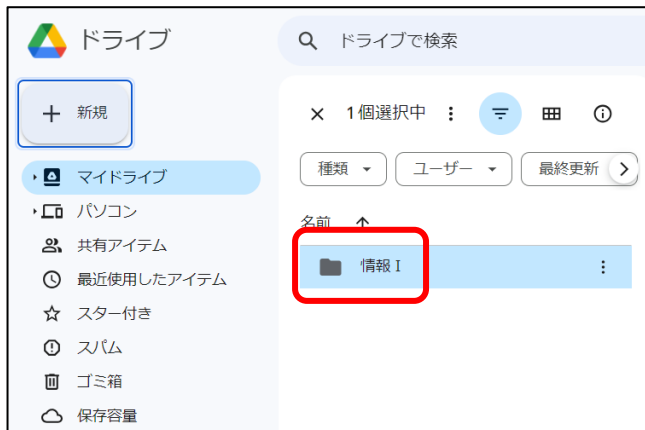 ドライブ
ドライブで検索
新規
1個選択中
種類 ユーザー 最終更新
マイドライブ
パソコン
共有アイテム
最近使用したアイテム
スター付き
スパム
ゴミ箱
保存容量
名前
情報 I